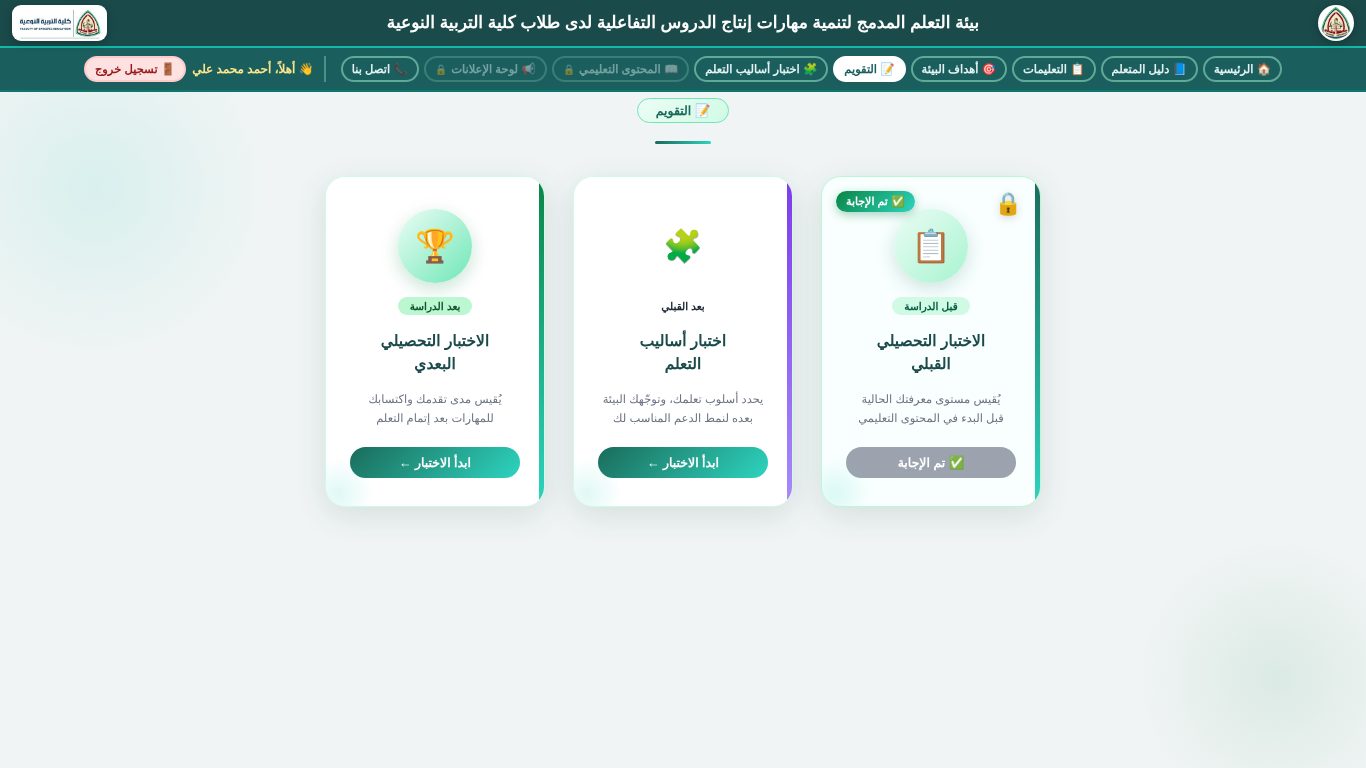 بيئة التعلم المدمج لتنمية مهارات إنتاج الدروس التفاعلية لدى طلاب كلية التربية النوعية
كلية التربية النوعية
FACULTY OF SPECIFIC EDUCATION
🏠 الرئيسية
📘 دليل المتعلم
📋 التعليمات
🎯 أهداف البيئة
📝 التقويم
🧩 اختبار أساليب التعلم
📖 المحتوى التعليمي 🔒
📢 لوحة الإعلانات 🔒
📞 اتصل بنا
👋 أهلاً، أحمد محمد علي
🚪 تسجيل خروج
📝 التقويم
✅ تم الإجابة
قبل الدراسة
الاختبار التحصيلي
القبلي
يُقيس مستوى معرفتك الحالية
قبل البدء في المحتوى التعليمي
✅ تم الإجابة
بعد القبلي
اختبار أساليب
التعلم
يحدد أسلوب تعلمك، وتوجّهك البيئة
بعده لنمط الدعم المناسب لك
ابدأ الاختبار ←
بعد الدراسة
الاختبار التحصيلي
البعدي
يُقيس مدى تقدمك واكتسابك
للمهارات بعد إتمام التعلم
ابدأ الاختبار ←